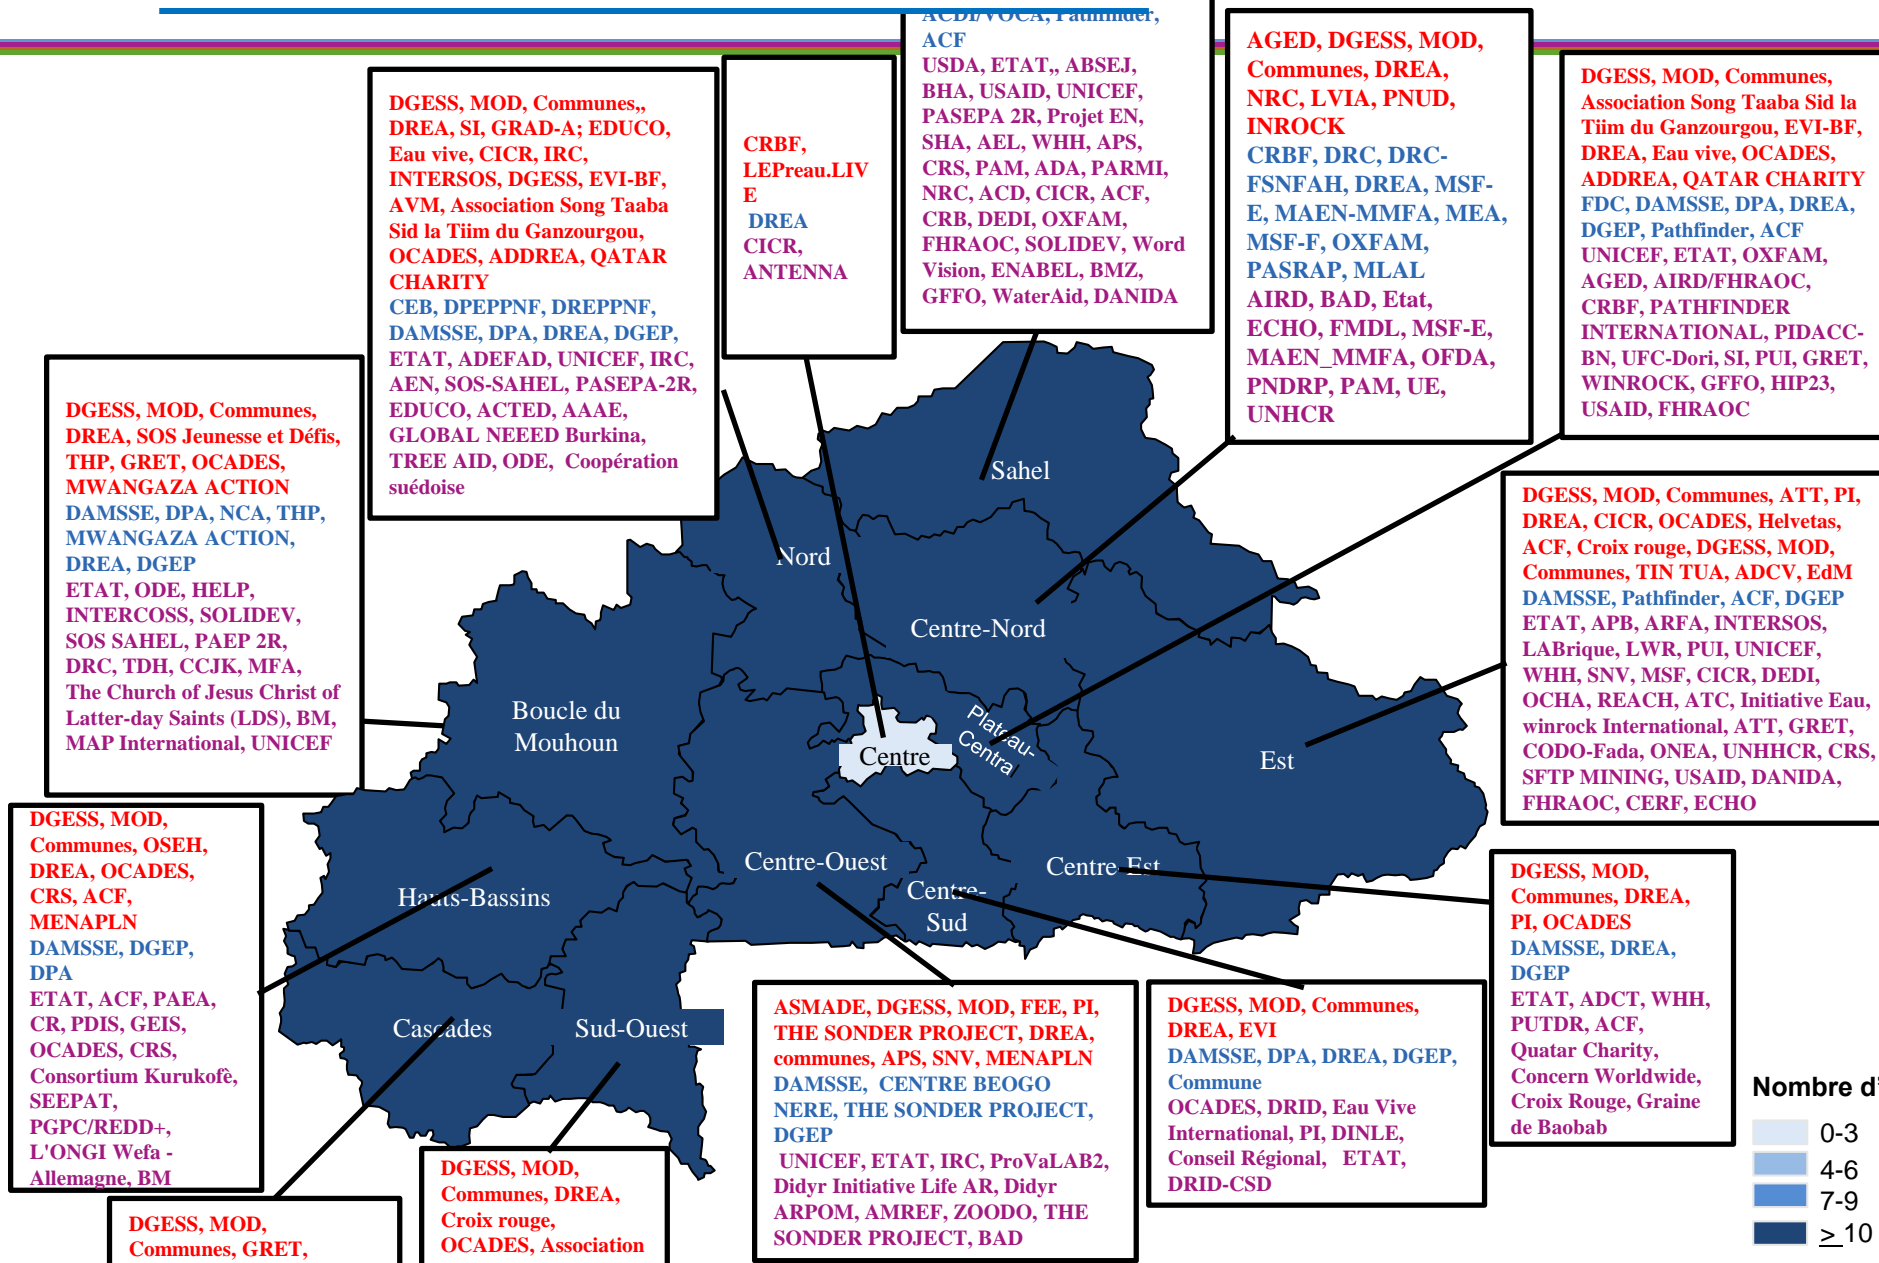 ACDI/VOCA, Pathfinder,
ACF
USDA, ETAT,, ABSEJ,
BHA, USAID, UNICEF,
PASEPA 2R, Projet EN,
SHA, AEL, WHH, APS,
CRS, PAM, ADA, PARMI,
NRC, ACD, CICR, ACF,
CRB, DEDI, OXFAM,
FHRAOC, SOLIDEV, Word
Vision, ENABEL, BMZ,
GFFO, WaterAid, DANIDA
AGED, DGESS, MOD,
Communes, DREA,
NRC, LVIA, PNUD,
INROCK
CRBF, DRC, DRC-
FSNFAH, DREA, MSF-
E, MAEN-MMFA, MEA,
MSF-F, OXFAM,
PASRAP, MLAL
AIRD, BAD, Etat,
ECHO, FMDL, MSF-E,
MAEN_MMFA, OFDA,
PNDRP, PAM, UE,
UNHCR
DGESS, MOD, Communes,
Association Song Taaba Sid la
Tiim du Ganzourgou, EVI-BF,
DREA, Eau vive, OCADES,
ADDREA, QATAR CHARITY
FDC, DAMSSE, DPA, DREA,
DGEP, Pathfinder, ACF
UNICEF, ETAT, OXFAM,
AGED, AIRD/FHRAOC,
CRBF, PATHFINDER
INTERNATIONAL, PIDACC-
BN, UFC-Dori, SI, PUI, GRET,
WINROCK, GFFO, HIP23,
USAID, FHRAOC
DGESS, MOD, Communes,,
DREA, SI, GRAD-A; EDUCO,
Eau vive, CICR, IRC,
INTERSOS, DGESS, EVI-BF,
AVM, Association Song Taaba
Sid la Tiim du Ganzourgou,
OCADES, ADDREA, QATAR
CHARITY
CEB, DPEPPNF, DREPPNF,
DAMSSE, DPA, DREA, DGEP,
ETAT, ADEFAD, UNICEF, IRC,
AEN, SOS-SAHEL, PASEPA-2R,
EDUCO, ACTED, AAAE,
GLOBAL NEEED Burkina,
TREE AID, ODE, Coopération
suédoise
CRBF,
LEPreau.LIV
E
DREA
CICR,
ANTENNA
DGESS, MOD, Communes,
DREA, SOS Jeunesse et Défis,
THP, GRET, OCADES,
MWANGAZA ACTION
DAMSSE, DPA, NCA, THP,
MWANGAZA ACTION,
DREA, DGEP
ETAT, ODE, HELP,
INTERCOSS, SOLIDEV,
SOS SAHEL, PAEP 2R,
DRC, TDH, CCJK, MFA,
The Church of Jesus Christ of
Latter-day Saints (LDS), BM,
MAP International, UNICEF
DGESS, MOD, Communes, ATT, PI,
DREA, CICR, OCADES, Helvetas,
ACF, Croix rouge, DGESS, MOD,
Communes, TIN TUA, ADCV, EdM
DAMSSE, Pathfinder, ACF, DGEP
ETAT, APB, ARFA, INTERSOS,
LABrique, LWR, PUI, UNICEF,
WHH, SNV, MSF, CICR, DEDI,
OCHA, REACH, ATC, Initiative Eau,
winrock International, ATT, GRET,
CODO-Fada, ONEA, UNHHCR, CRS,
SFTP MINING, USAID, DANIDA,
FHRAOC, CERF, ECHO
Sahel
Nord
Centre-Nord
Boucle du
Mouhoun
Plateau-
Central
Centre
Est
Centre-Ouest
Centre-Est
Centre-
Sud
Hauts-Bassins
Cascades
Sud-Ouest
DGESS, MOD,
Communes, OSEH,
DREA, OCADES,
CRS, ACF,
MENAPLN
DAMSSE, DGEP,
DPA
ETAT, ACF, PAEA,
CR, PDIS, GEIS,
OCADES, CRS,
Consortium Kurukofè,
SEEPAT,
PGPC/REDD+,
L'ONGI Wefa -
Allemagne, BM
DGESS, MOD,
Communes, GRET,
DGESS, MOD,
Communes, DREA,
Croix rouge,
OCADES, Association
ASMADE, DGESS, MOD, FEE, PI,
THE SONDER PROJECT, DREA,
communes, APS, SNV, MENAPLN
DAMSSE, CENTRE BEOGO
NERE, THE SONDER PROJECT,
DGEP
UNICEF, ETAT, IRC, ProVaLAB2,
Didyr Initiative Life AR, Didyr
ARPOM, AMREF, ZOODO, THE
SONDER PROJECT, BAD
DGESS, MOD, Communes,
DREA, EVI
DAMSSE, DPA, DREA, DGEP,
Commune
OCADES, DRID, Eau Vive
International, PI, DINLE,
Conseil Régional, ETAT,
DRID-CSD
DGESS, MOD,
Communes, DREA,
PI, OCADES
DAMSSE, DREA,
DGEP
ETAT, ADCT, WHH,
PUTDR, ACF,
Quatar Charity,
Concern Worldwide,
Croix Rouge, Graine
de Baobab
Nombre d'
0-3
4-6
7-9
≥ 10